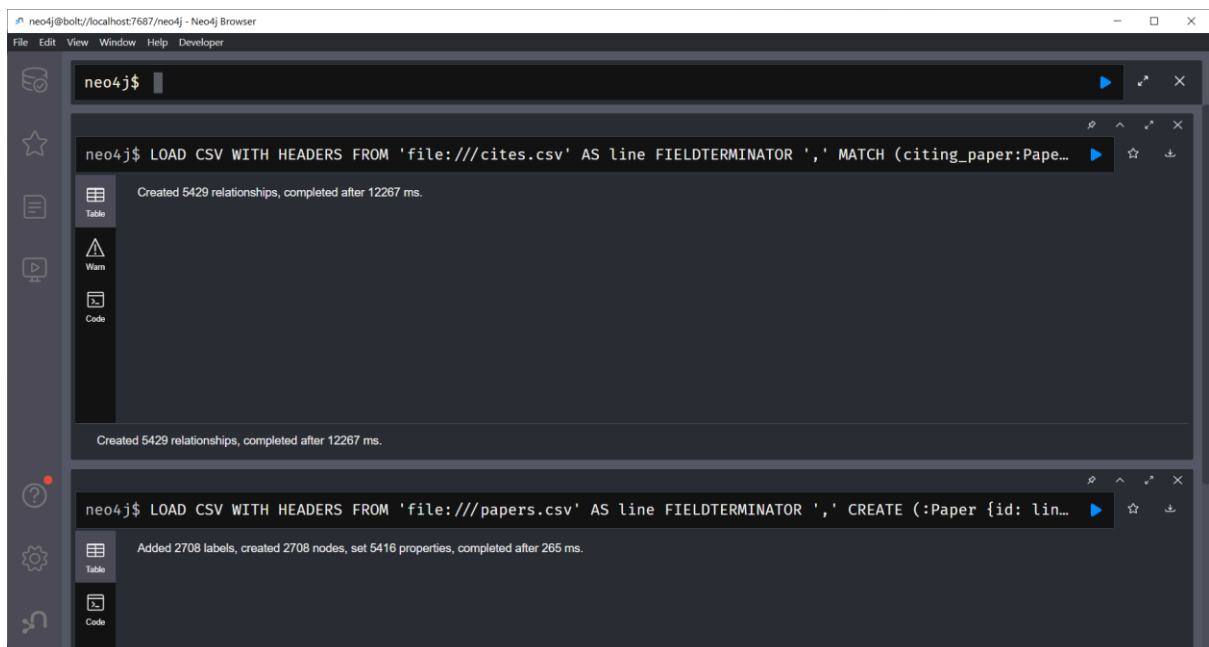 neo4j@bolt://localhost:7687/neo4j - Neo4j Browser
File Edit View Window Help Developer
neo4j$
neo4j$ LOAD CSV WITH HEADERS FROM 'file:///cites.csv' AS line FIELDTERMINATOR ',' MATCH (citing_paper:Pape…
Table
Created 5429 relationships, completed after 12267 ms.
Warn
Code
Created 5429 relationships, completed after 12267 ms.
neo4j$ LOAD CSV WITH HEADERS FROM 'file:///papers.csv' AS line FIELDTERMINATOR ',' CREATE (:Paper {id: lin…
Table
Added 2708 labels, created 2708 nodes, set 5416 properties, completed after 265 ms.
Code